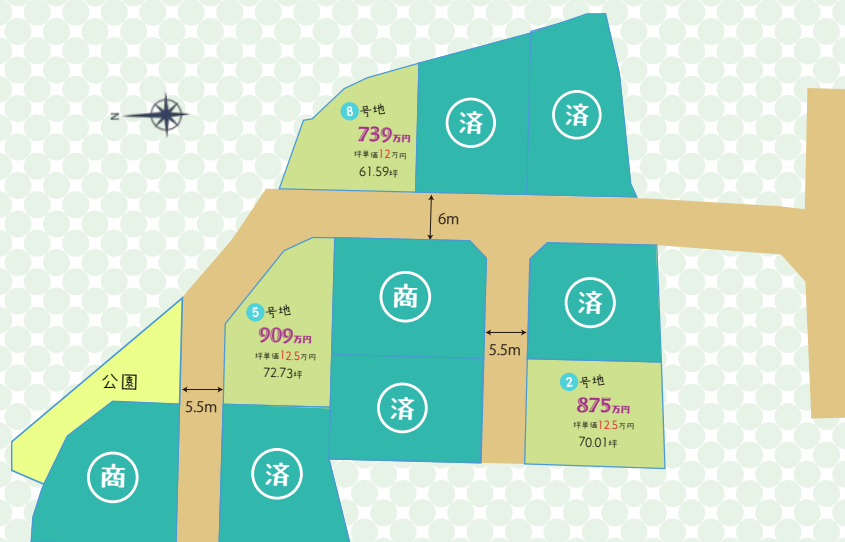 済
済
8号地
739万円
坪単価12万円
61.59坪
N
6m
商
済
5号地
909万円
坪単価12.5万円
72.73坪
5.5m
公園
5.5m
済
2号地
875万円
坪単価12.5万円
70.01坪
商
済